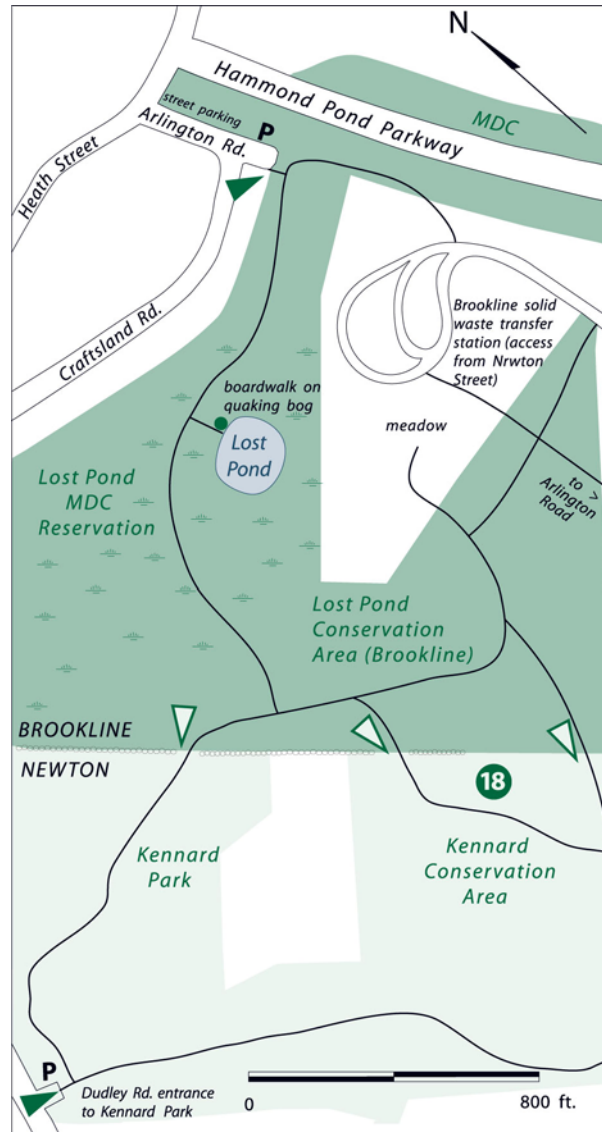 N
Hammond Pond Parkway
MDC
street parking
P
Arlington Rd.
Heath Street
Craftsland Rd.
Brookline solid
waste transfer
station (access
from Nrwton
Street)
boardwalk on
quaking bog
meadow
Lost
Pond
to >
Arlington
Road
Lost Pond
MDC
Reservation
Lost Pond
Conservation
Area (Brookline)
BROOKLINE
NEWTON
18
Kennard
Park
Kennard
Conservation
Area
P
Dudley Rd. entrance
to Kennard Park
0
800 ft.